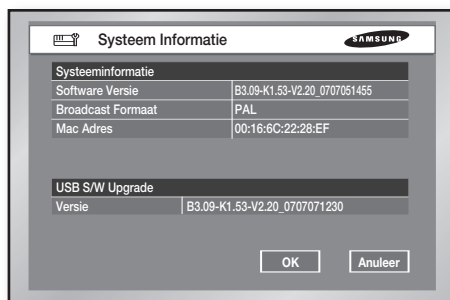 Systeem Informatie
SAMSUNG
Systeeminformatie
Software Versie B3.09-K1.53-V2.20_0707051455
Broadcast Formaat PAL
Mac Adres 00:16:6C:22:28:EF
USB S/W Upgrade
Versie B3.09-K1.53-V2.20_0707071230
OK Anuleer